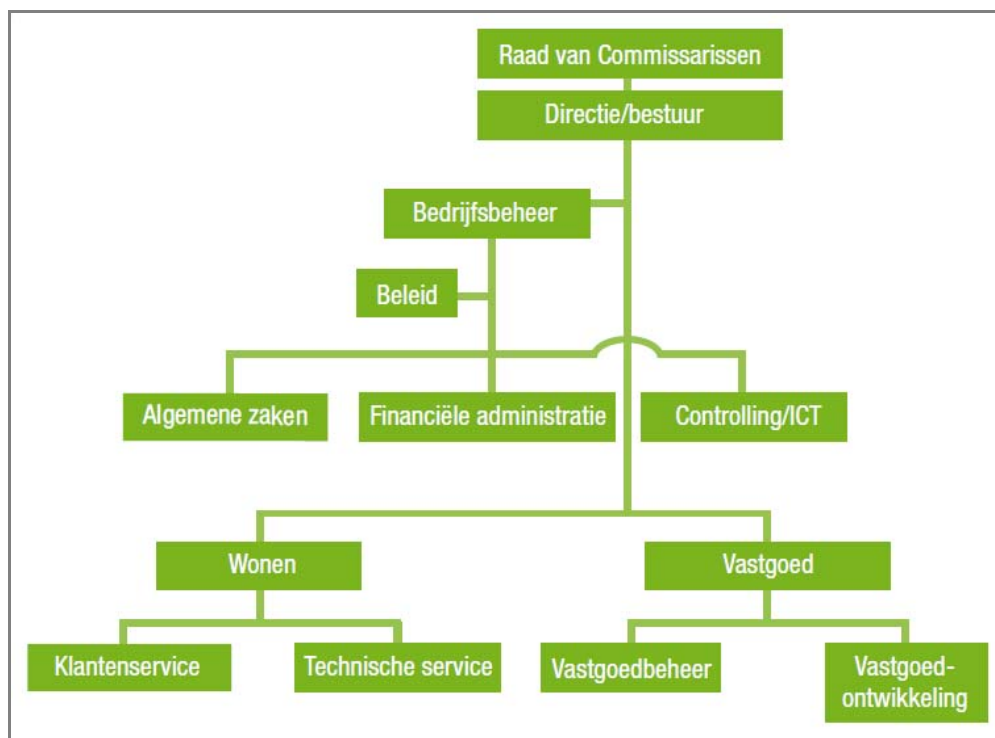 Raad van Commissarissen
Directie/bestuur
Bedrijfsbeheer
Beleid
Algemene zaken
Financiële administratie
Controlling/ICT
Wonen
Vastgoed
Klantenservice
Technische service
Vastgoedbeheer
Vastgoed-
ontwikkeling